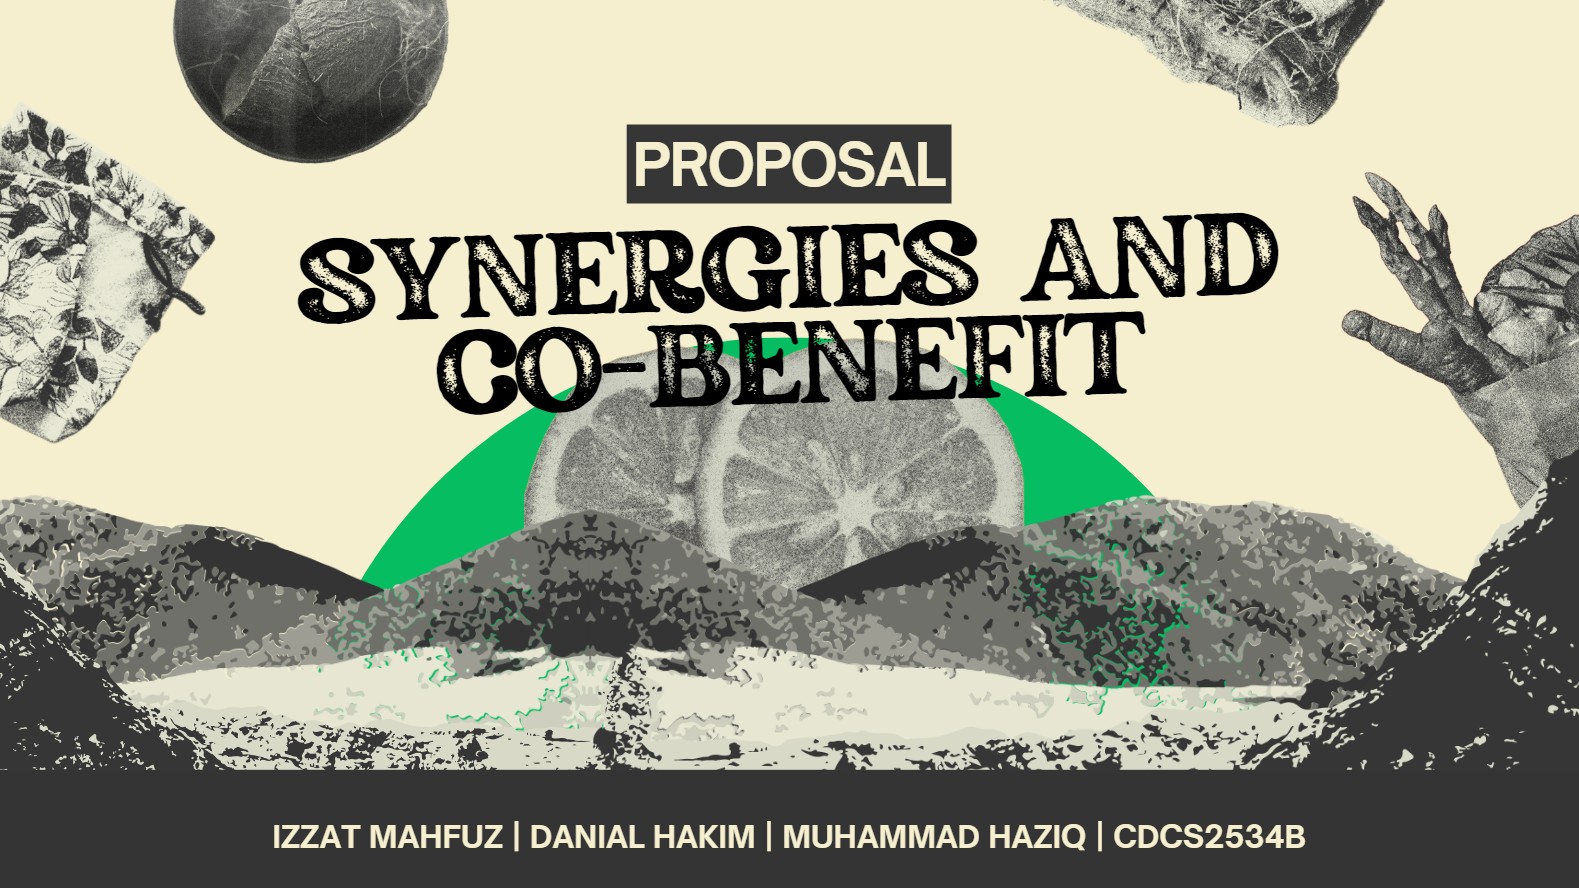 PROPOSAL
SYNERGIES AND
CO-BENEFIT
IZZAT MAHFUZ | DANIAL HAKIM | MUHAMMAD HAZIQ | CDCS2534B